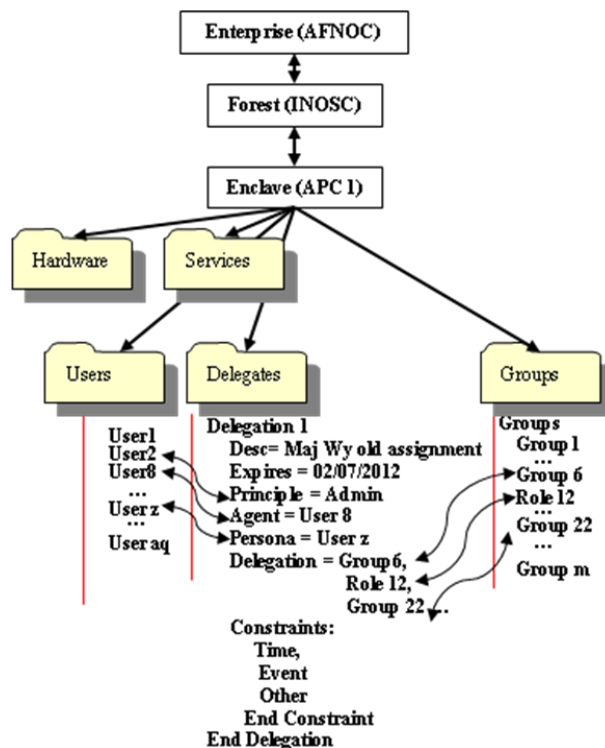 Enterprise (AFNOC)
Forest (INOSC)
Enclave (APC 1)
Hardware
Services
Users
Delegates
Groups
User1
User2
User8
...
User z
...
User aq
Delegation 1
Desc= Maj Wy old assignment
Expires = 02/07/2012
Principle = Admin
Agent = User 8
Persona = User z
Delegation = Group6,
Role 12,
Group 22 ...
Constraints:
Time,
Event
Other
End Constraint
End Delegation
Groups
Group 1
...
Group 6
Role 12
...
Group 22
...
Group m